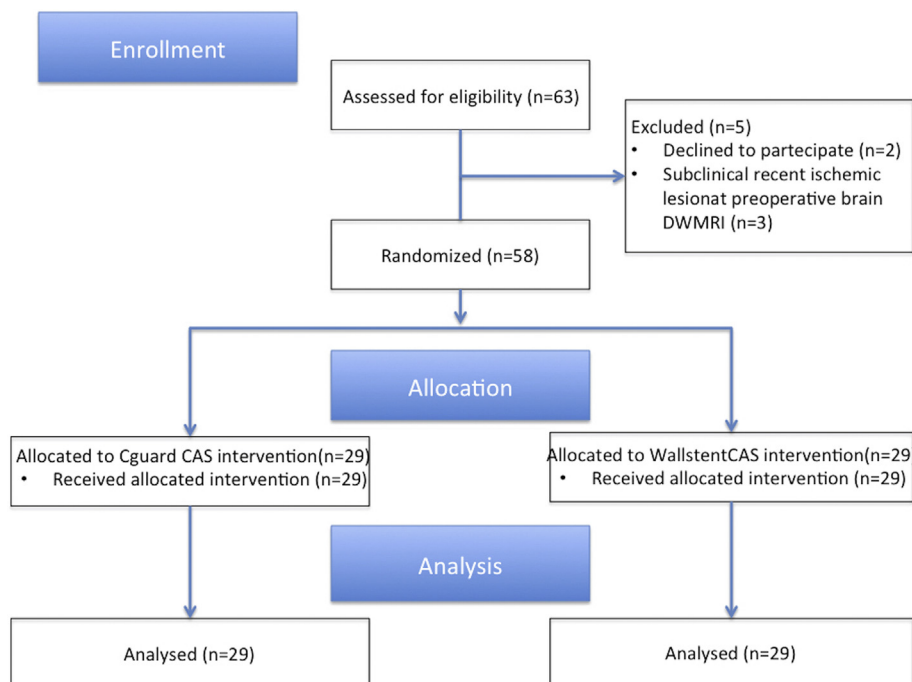 Enrollment
Assessed for eligibility (n=63)
Excluded (n=5)
• Declined to partecipate (n=2)
• Subclinical recent ischemic
lesionat preoperative brain
DWMRI (n=3)
Randomized (n=58)
Allocation
Allocated to Cguard CAS intervention(n=29)
• Received allocated intervention (n=29)
Allocated to WallstentCAS intervention(n=29
• Received allocated intervention (n=29)
Analysis
Analysed (n=29)
Analysed (n=29)